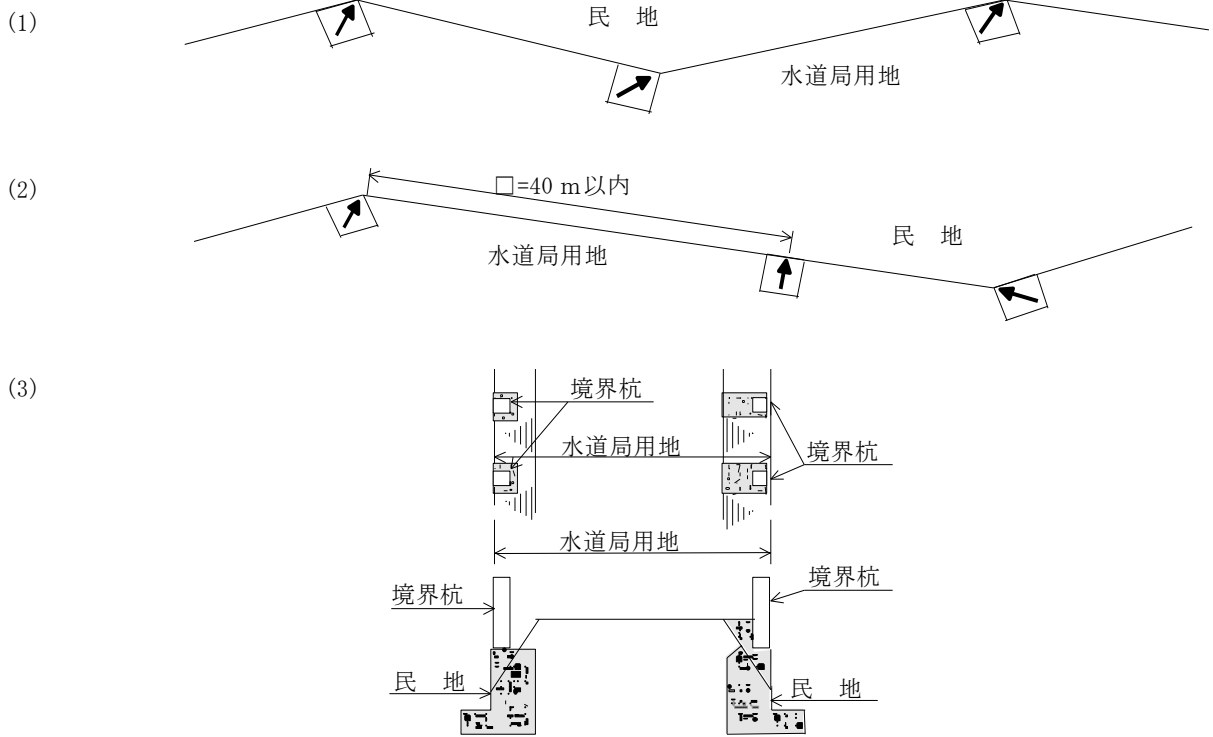 (1)
民 地
水道局用地
(2)
□=40 m以内
民 地
水道局用地
(3)
境界杭
水道局用地
境界杭
水道局用地
境界杭
境界杭
民 地
民 地